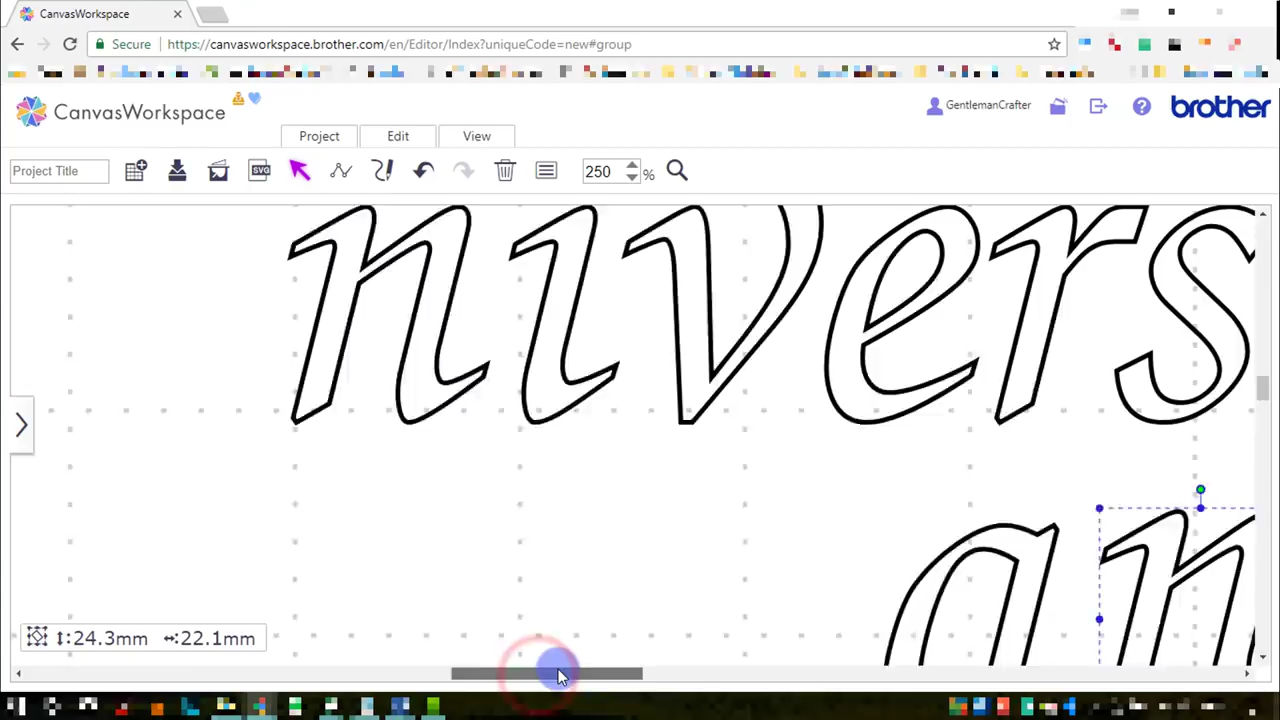 CanvasWorkspace
Secure https://canvasworkspace.brother.com/en/Editor/Index?uniqueCode=new#group
CanvasWorkspace
GentlemanCrafter
brother
Project Edit View
Project Title
SVG
250 %
nivers
an
↕:24.3mm ↔:22.1mm